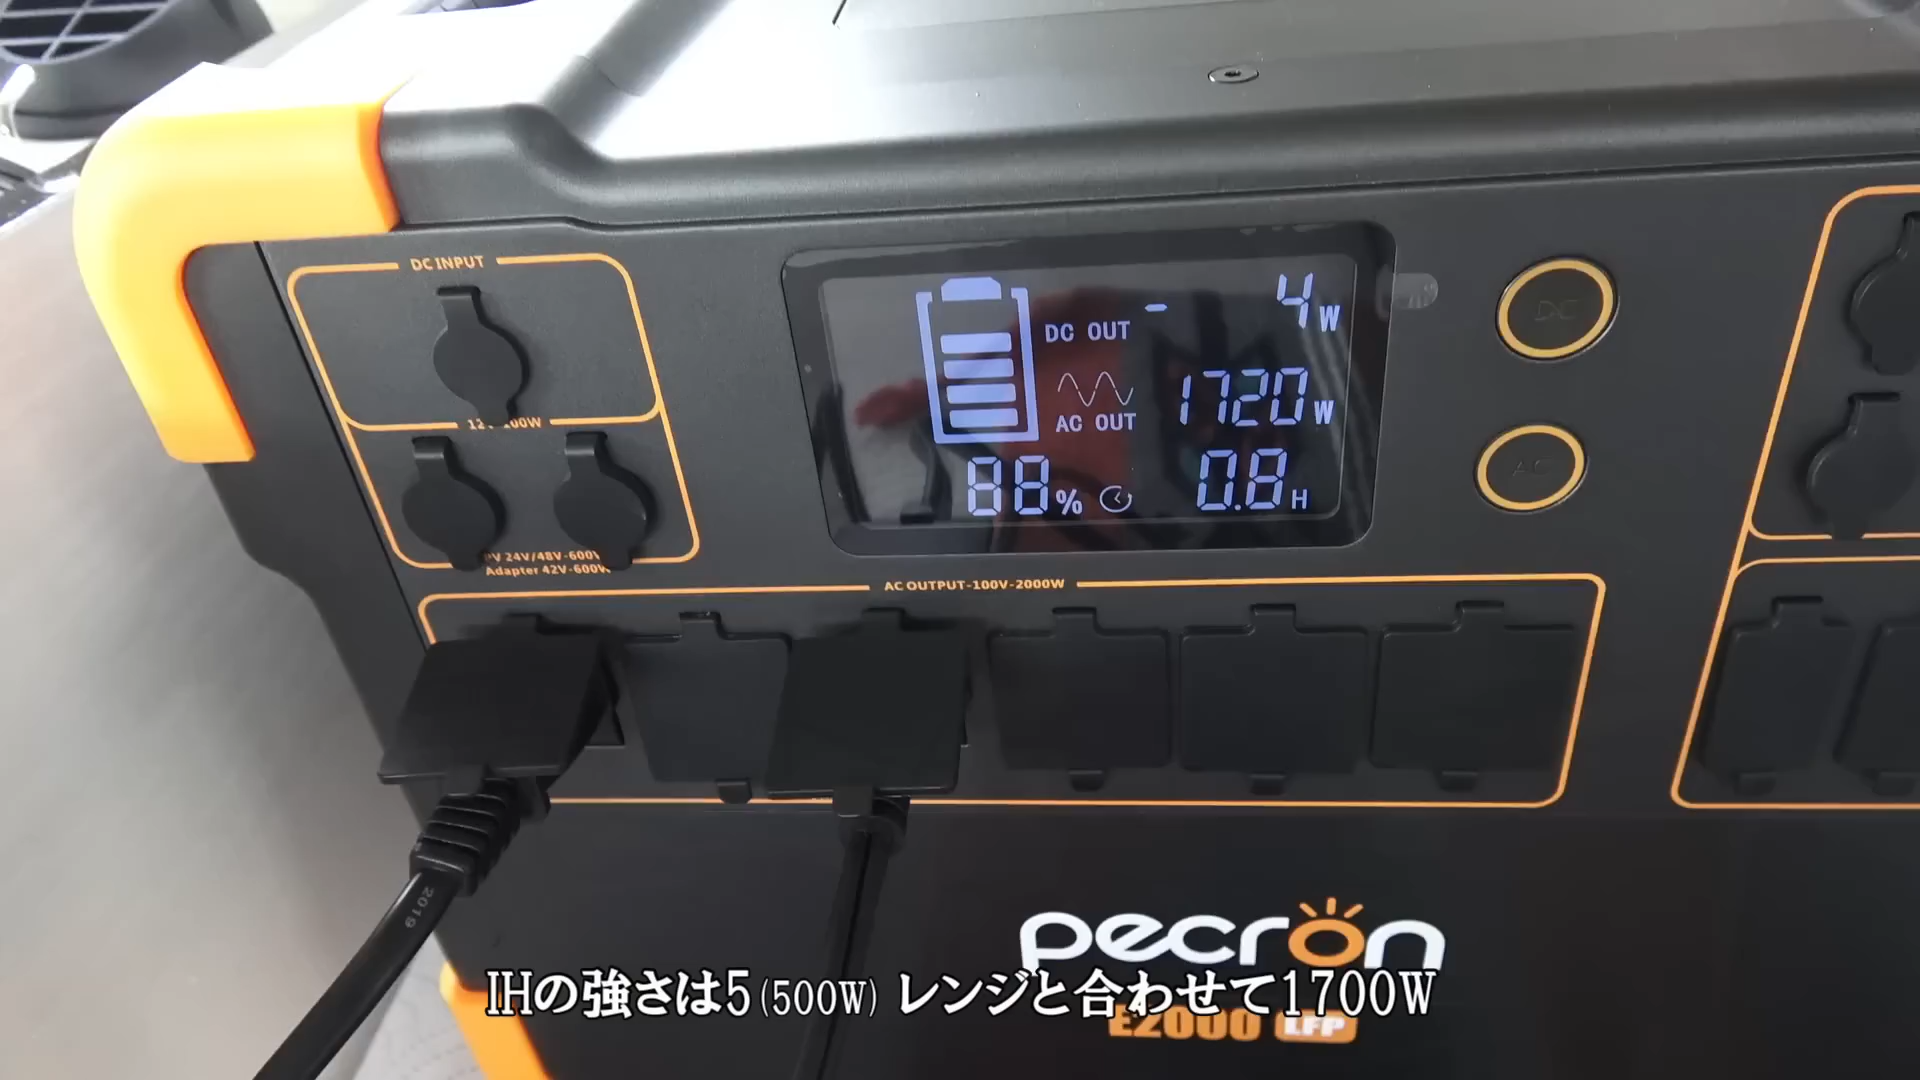 DC INPUT
DC OUT - 4W
DC
AC OUT 1720W
AC
88% 0.8H
PV 24V/48V-600W
Adapter 42V-600W
AC OUTPUT-100V-2000W
2019
pecron
IHの強さは5(500W) レンジと合わせて1700W
E2000 LFP